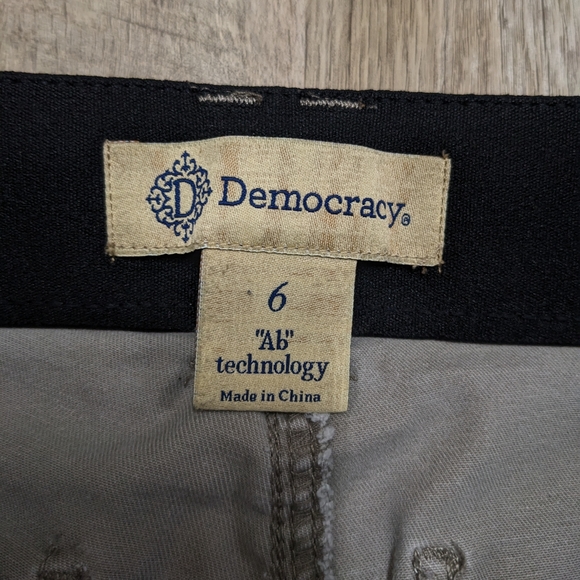 D Democracy®
6
"Ab"
technology
Made in China